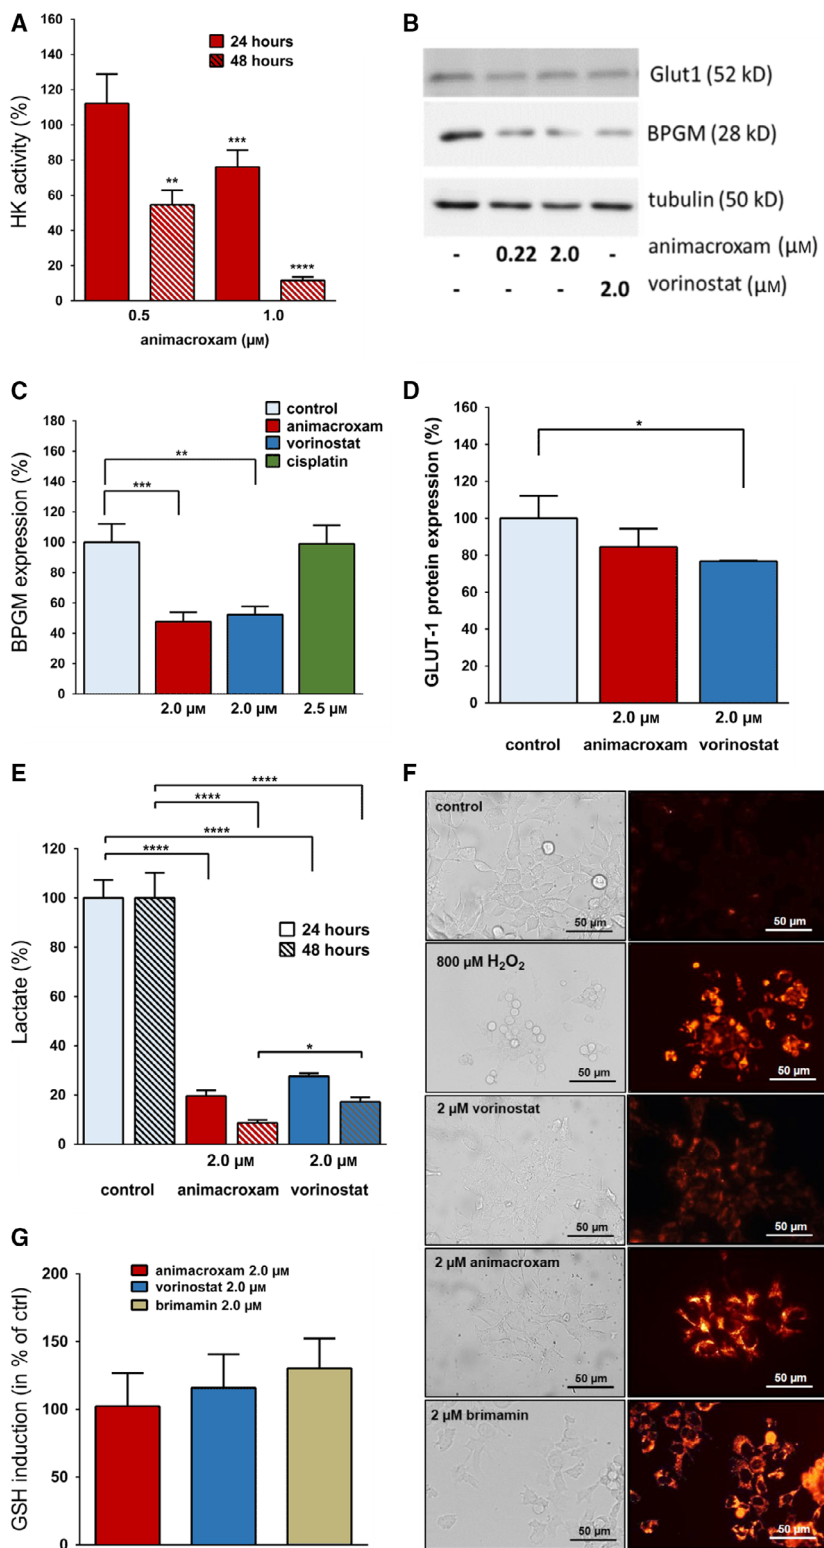 A
HK activity (%)
160
140
120
100
80
60
40
20
0
24 hours
48 hours
**
***
****
0.5
1.0
animacroxam (μM)
B
Glut1 (52 kD)
BPGM (28 kD)
tubulin (50 kD)
- 0.22 2.0 - animacroxam (μM)
- - - 2.0 vorinostat (μM)
C
BPGM expression (%)
180
160
140
120
100
80
60
40
20
0
control
animacroxam
vorinostat
cisplatin
**
***
2.0 μM 2.0 μM 2.5 μM
D
GLUT-1 protein expression (%)
160
140
120
100
80
60
40
20
0
*
2.0 μM 2.0 μM
control animacroxam vorinostat
E
Lactate (%)
120
100
80
60
40
20
0
****
****
****
****
24 hours
48 hours
*
2.0 μM 2.0 μM
control animacroxam vorinostat
F
control
50 μm 50 μm
800 μM H₂O₂
50 μm 50 μm
2 μM vorinostat
50 μm 50 μm
2 μM animacroxam
50 μm 50 μm
2 μM brimamin
50 μm 50 μm
G
GSH induction (in % of ctrl)
200
150
100
50
0
animacroxam 2.0 μM
vorinostat 2.0 μM
brimamin 2.0 μM